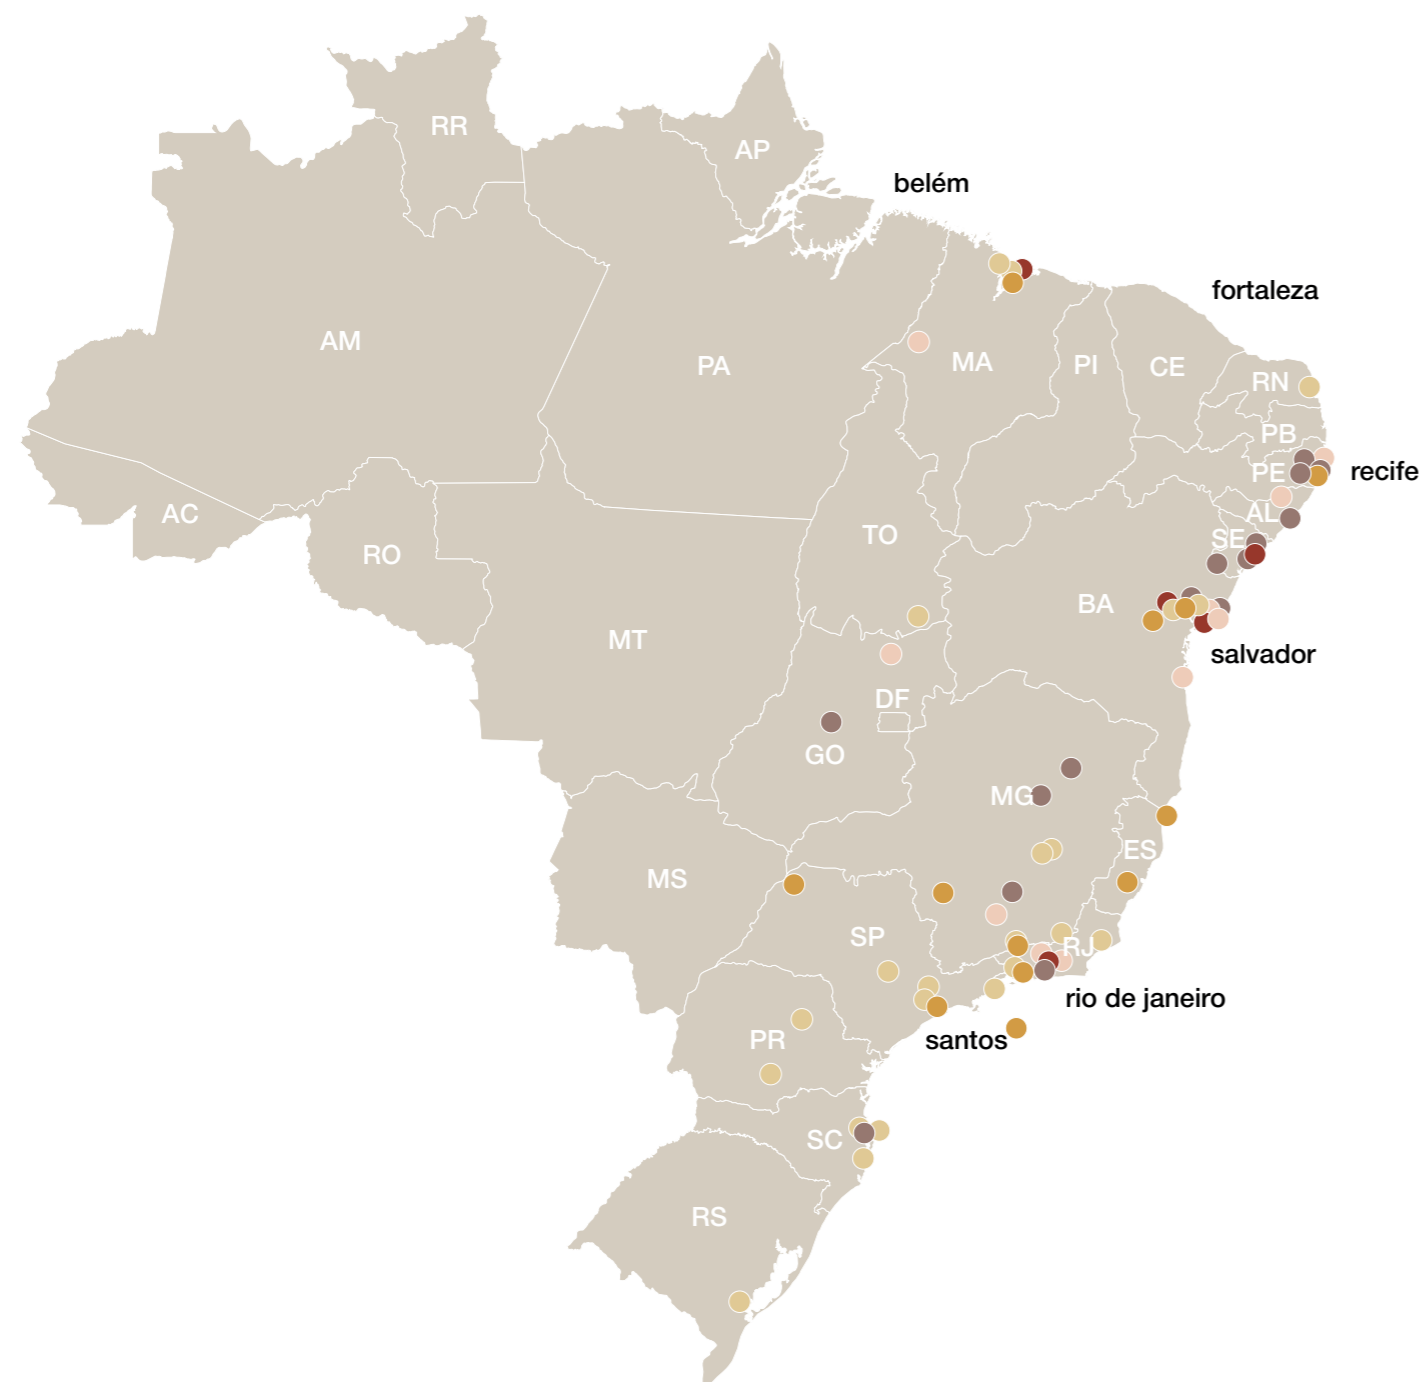 RR
AP
belém
fortaleza
AM
PA
MA
PI
CE
RN
PB
PE
recife
AL
AC
TO
SE
RO
BA
MT
salvador
DF
GO
MG
ES
MS
SP
RJ
rio de janeiro
santos
PR
SC
RS